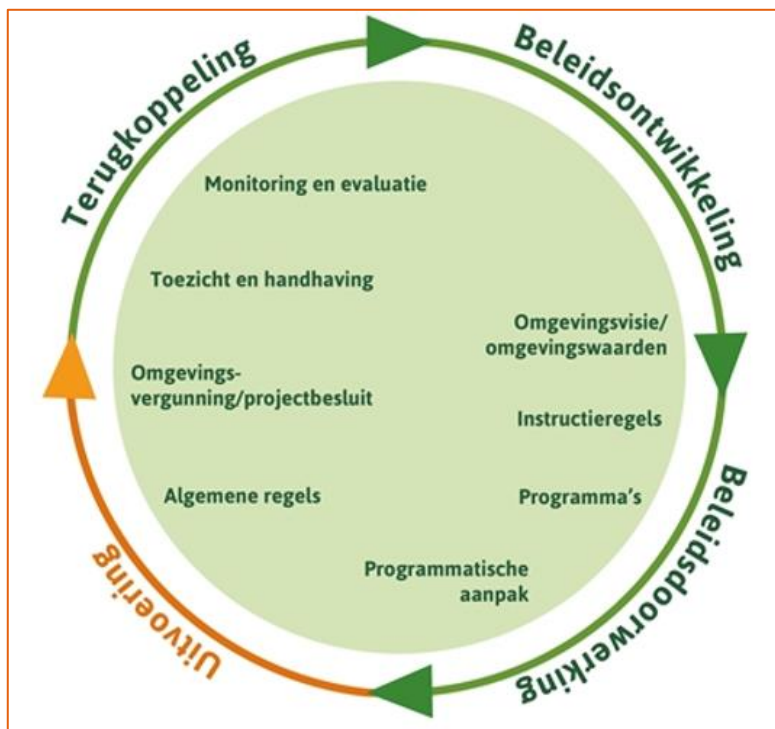 Terugkoppeling
Beleidsontwikkeling
Monitoring en evaluatie
Toezicht en handhaving
Omgevingsvisie/
omgevingswaarden
Omgevings-
vergunning/projectbesluit
Instructieregels
Algemene regels
Programma's
Programmatische
aanpak
Uitvoering
Beleidsdoorwerking